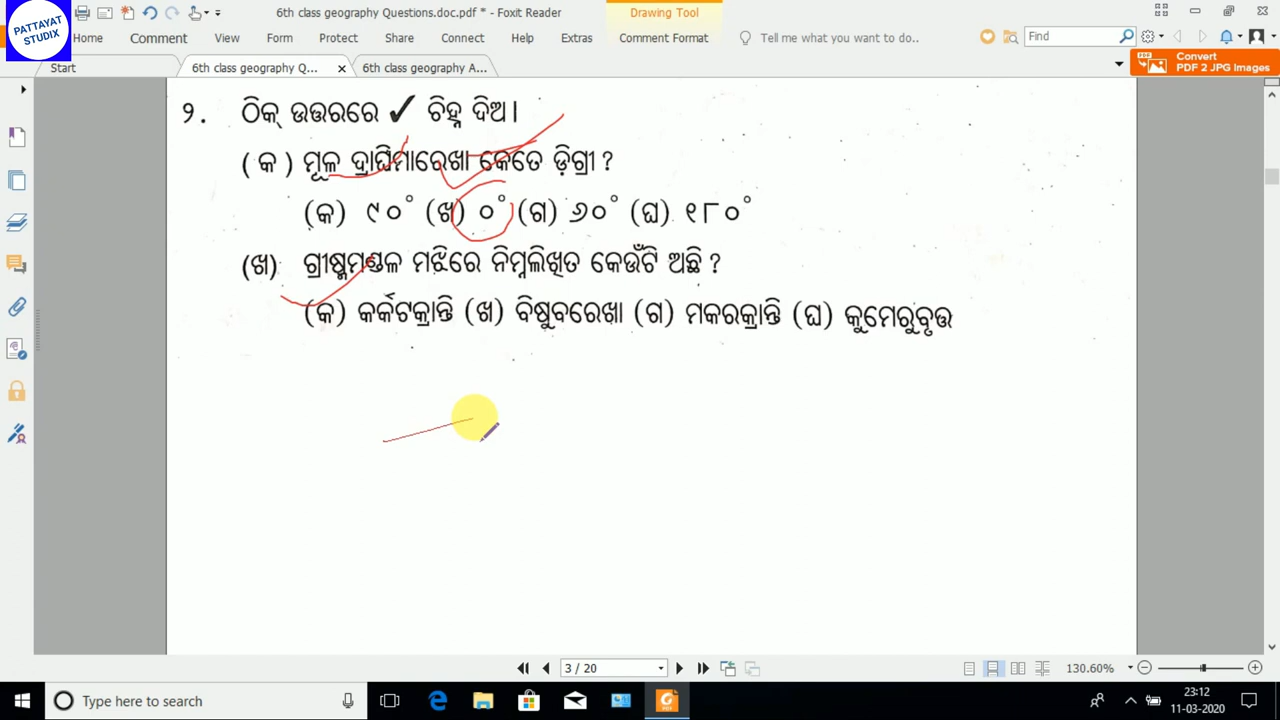 PATTAYAT STUDIX
6th class geography Questions.doc.pdf * - Foxit Reader
Drawing Tool
Home Comment View Form Protect Share Connect Help Extras Comment Format Tell me what you want to do.. Find
Start 6th class geography Q... 6th class geography A...
Convert
PDF 2 JPG Images
୨. ଠିକ୍ ଉତ୍ତରରେ ✓ ଚିହ୍ନ ଦିଅ।
(କ) ମୂଳ ଦ୍ରାଘିମାରେଖା କେତେ ଡ଼ିଗ୍ରୀ?
(କ) ୯୦° (ଖ) ୦° (ଗ) ୬୦° (ଘ) ୧୮୦°
(ଖ) ଗ୍ରୀଷ୍ମମଣ୍ଡଳ ମଝିରେ ନିମ୍ନଲିଖିତ କେଉଁଟି ଅଛି?
(କ) କର୍କଟକ୍ରାନ୍ତି (ଖ) ବିଷୁବରେଖା (ଗ) ମକରକ୍ରାନ୍ତି (ଘ) କୁମେରୁବୃତ୍ତ
3 / 20
130.60%
Type here to search
23:12
11-03-2020